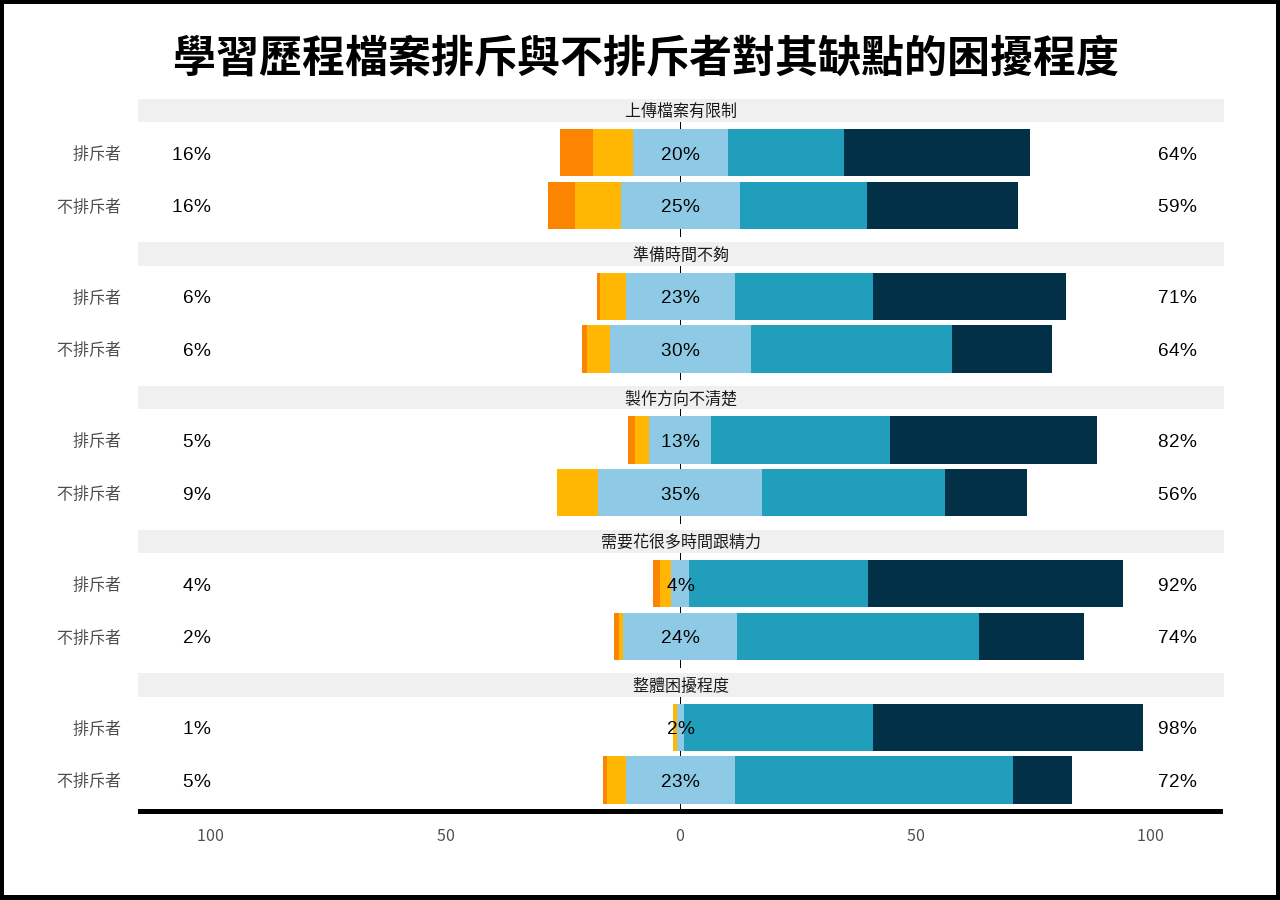 學習歷程檔案排斥與不排斥者對其缺點的困擾程度
上傳檔案有限制
排斥者 16% 20% 64%
不排斥者 16% 25% 59%
準備時間不夠
排斥者 6% 23% 71%
不排斥者 6% 30% 64%
製作方向不清楚
排斥者 5% 13% 82%
不排斥者 9% 35% 56%
需要花很多時間跟精力
排斥者 4% 4% 92%
不排斥者 2% 24% 74%
整體困擾程度
排斥者 1% 2% 98%
不排斥者 5% 23% 72%
100 50 0 50 100